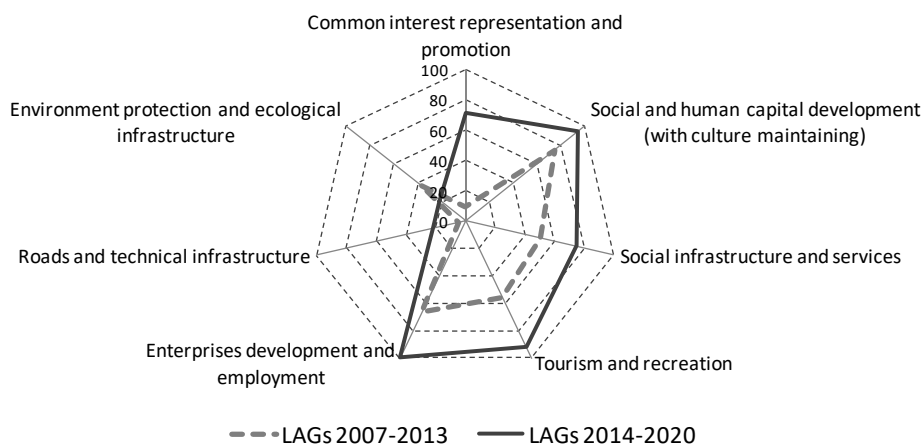 Common interest representation and
promotion
100
80
60
40
20
0
Environment protection and ecological
infrastructure
Social and human capital development
(with culture maintaining)
Roads and technical infrastructure
Social infrastructure and services
Enterprises development and
employment
Tourism and recreation
LAGs 2007-2013
LAGs 2014-2020